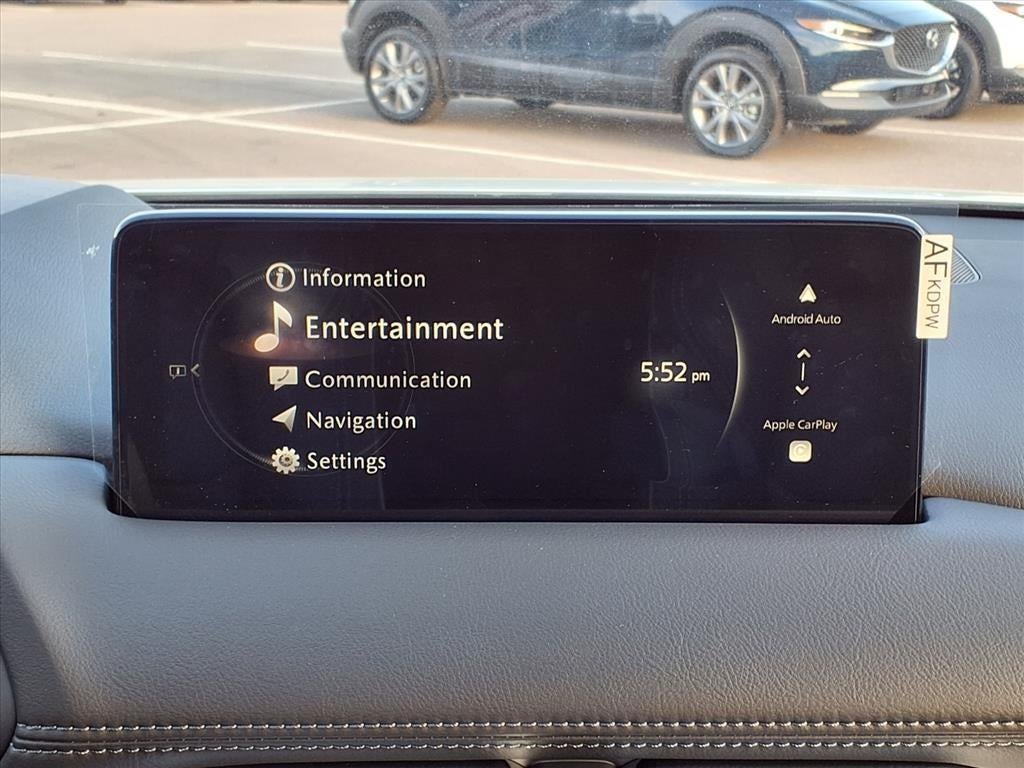 Information
Entertainment
Communication
Navigation
Settings
5:52 pm
Android Auto
Apple CarPlay
AF KDPW